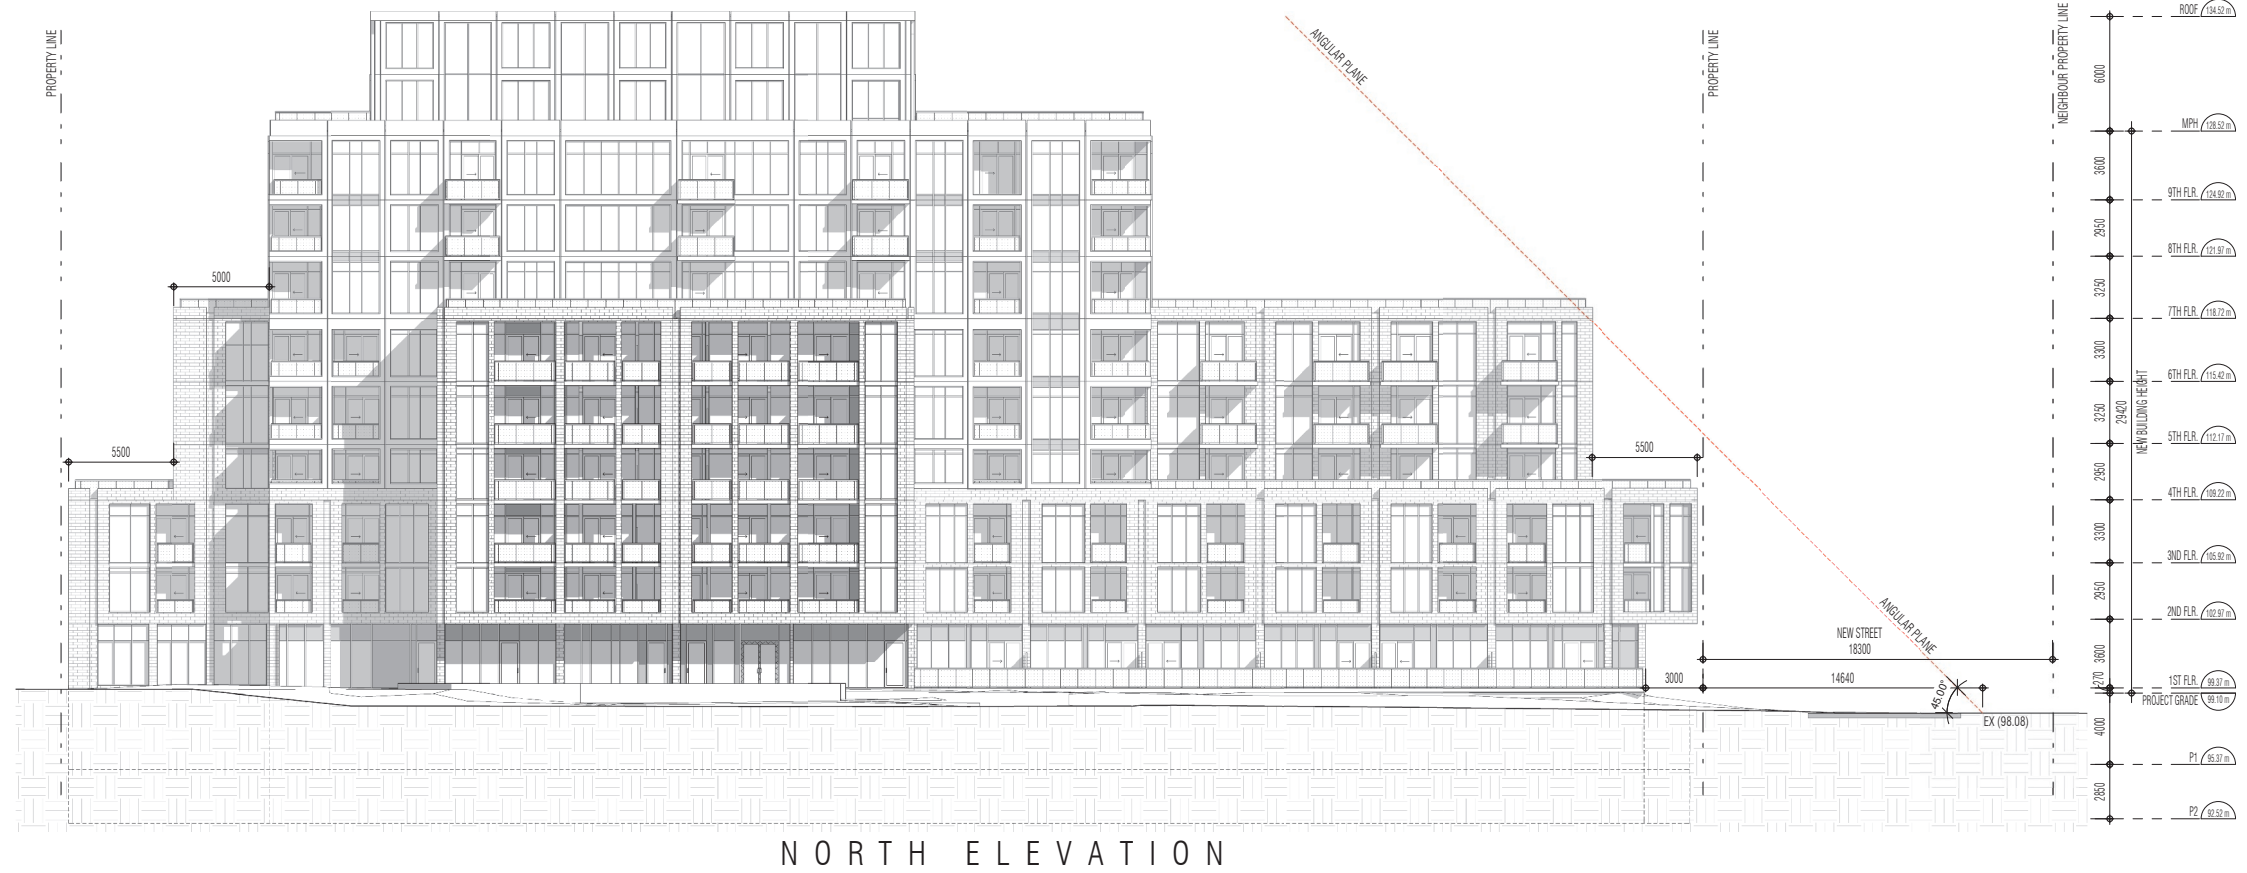 PROPERTY LINE
ANGULAR PLANE
PROPERTY LINE
NEIGHBOUR PROPERTY LINE
ROOF 134.52 m
6000
MPH 128.52 m
3600
9TH FLR. 124.92 m
2950
8TH FLR. 121.97 m
3250
7TH FLR. 118.72 m
3300
6TH FLR. 115.42 m
3250
5TH FLR. 112.17 m
2950
4TH FLR. 109.22 m
3300
3ND FLR. 105.92 m
2950
2ND FLR. 102.97 m
3600
1ST FLR. 99.37 m
270
PROJECT GRADE 99.10 m
4000
P1 95.37 m
2850
P2 92.52 m
29420
NEW BUILDING HEIGHT
5000
5500
5500
ANGULAR PLANE
NEW STREET
18300
3000
14640
45.00°
EX (98.08)
NORTH ELEVATION